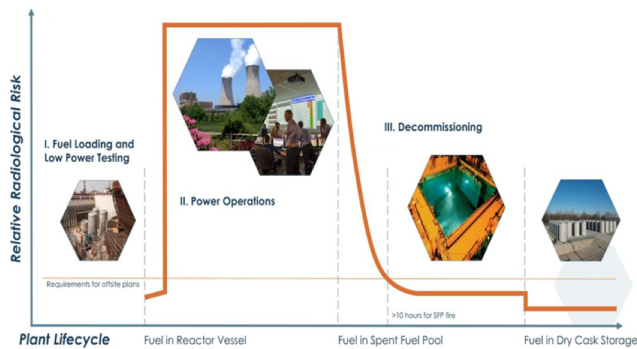 Relative Radiological Risk
I. Fuel Loading and
Low Power Testing
II. Power Operations
III. Decommissioning
Requirements for offsite plans
>10 hours for SFP fire
Plant Lifecycle
Fuel in Reactor Vessel
Fuel in Spent Fuel Pool
Fuel in Dry Cask Storage